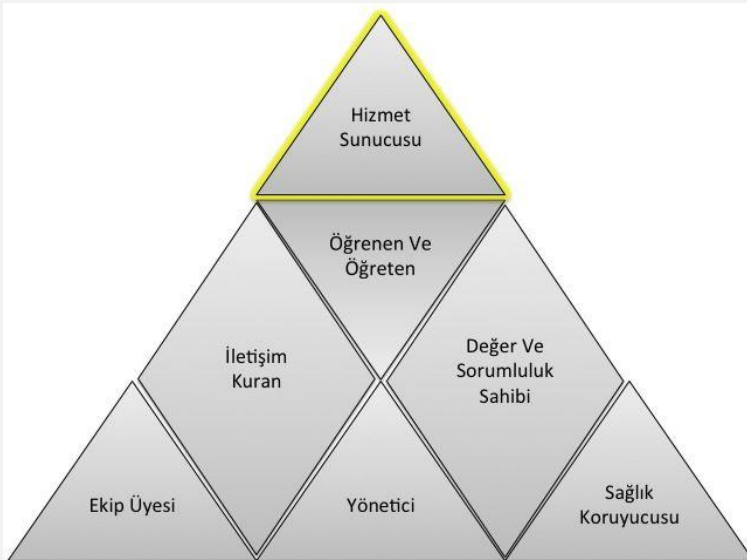 Hizmet
Sunucusu
Öğrenen Ve
Öğreten
İletişim
Kuran
Değer Ve
Sorumluluk
Sahibi
Ekip Üyesi
Yönetici
Sağlık
Koruyucusu